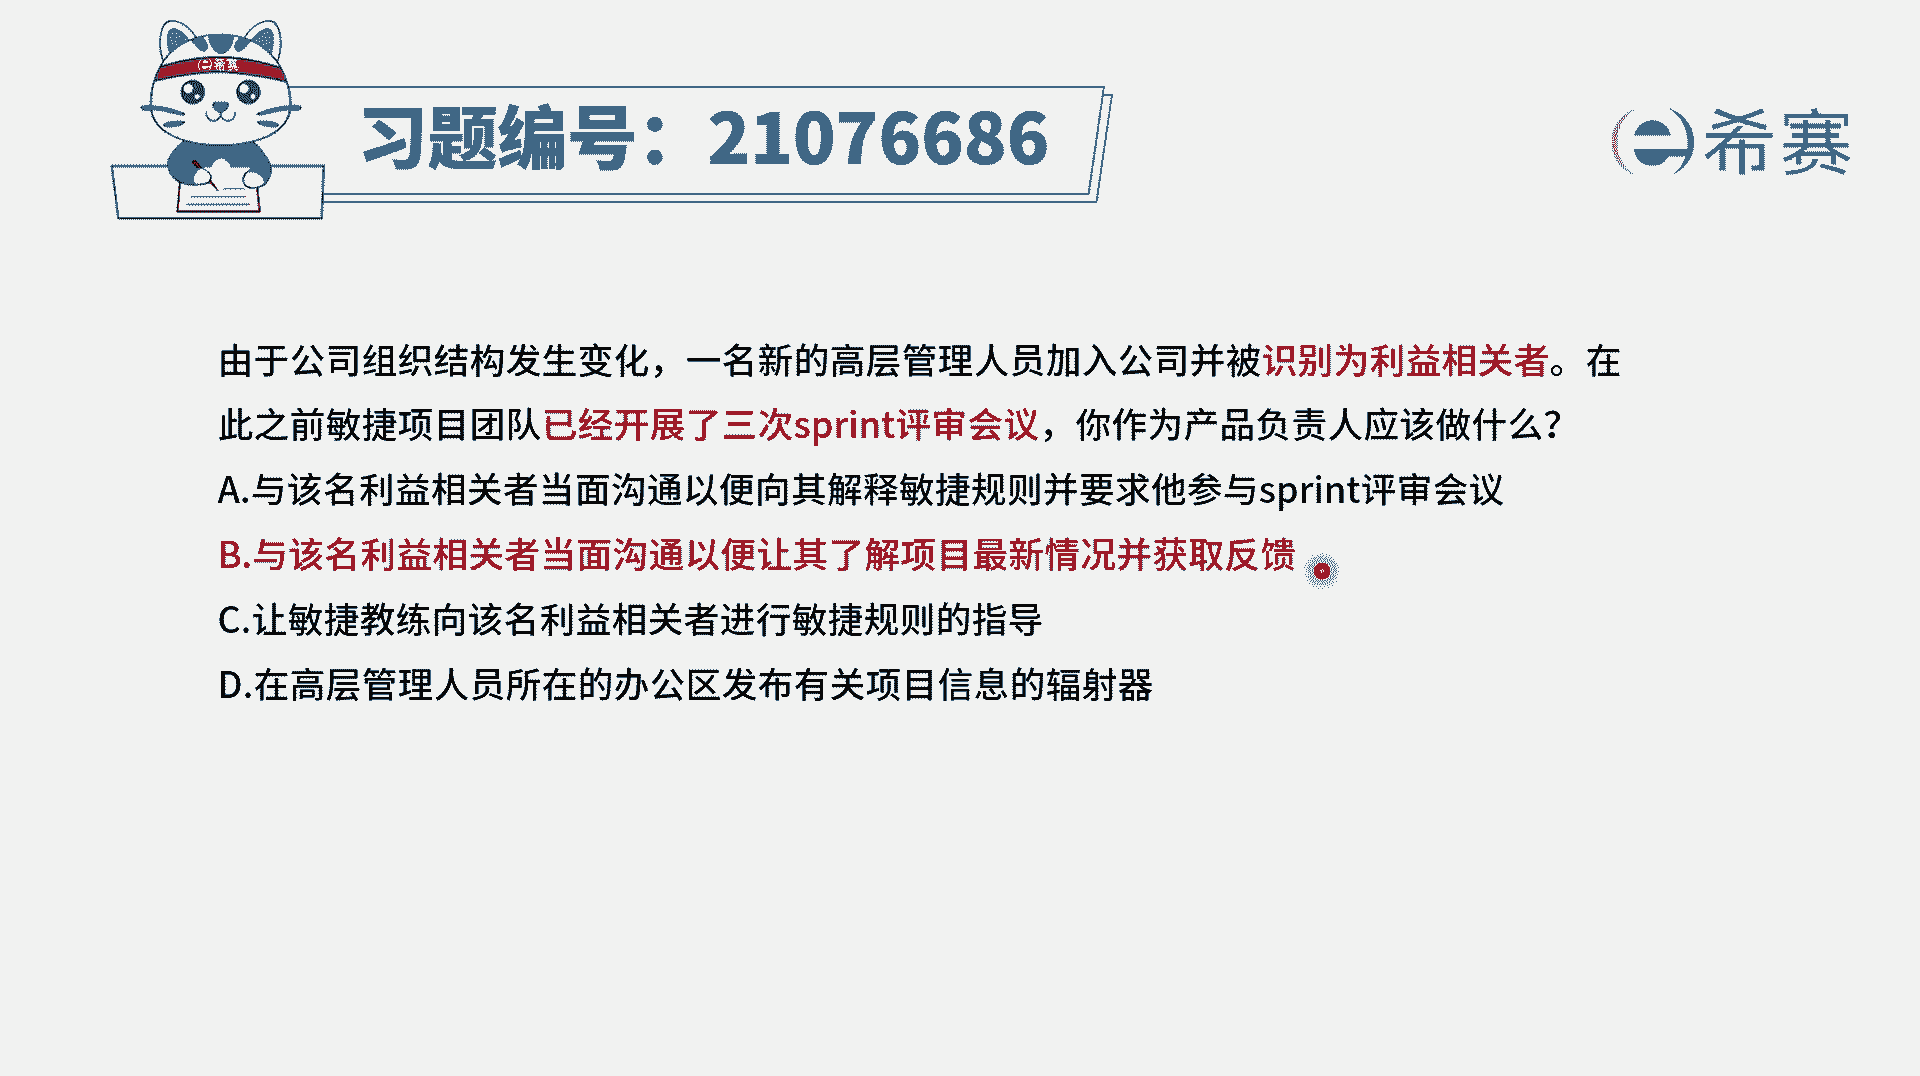 希赛
习题编号：21076686
希赛
由于公司组织结构发生变化，一名新的高层管理人员加入公司并被识别为利益相关者。在
此之前敏捷项目团队已经开展了三次sprint评审会议，你作为产品负责人应该做什么？
A.与该名利益相关者当面沟通以便向其解释敏捷规则并要求他参与sprint评审会议
B.与该名利益相关者当面沟通以便让其了解项目最新情况并获取反馈
C.让敏捷教练向该名利益相关者进行敏捷规则的指导
D.在高层管理人员所在的办公区发布有关项目信息的辐射器